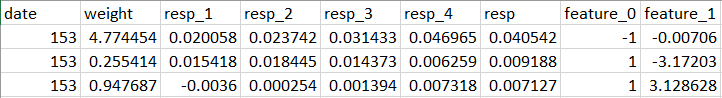 date weight resp_1 resp_2 resp_3 resp_4 resp feature_0 feature_1
153 4.774454 0.020058 0.023742 0.031433 0.046965 0.040542 -1 -0.00706
153 0.255414 0.015418 0.018445 0.014373 0.006259 0.009188 1 -3.17203
153 0.947687 -0.0036 0.000254 0.001394 0.007318 0.007127 1 3.128628